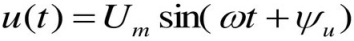 u(t) = U_m sin( ωt + ψ_u)